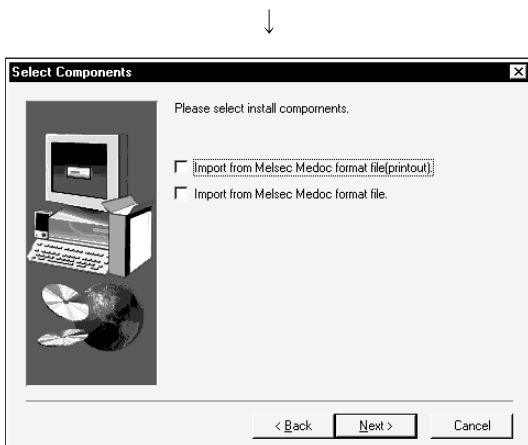 ↓
Select Components
Please select install compornents.
Import from Melsec Medoc format file(printout).
Import from Melsec Medoc format file.
< Back Next > Cancel